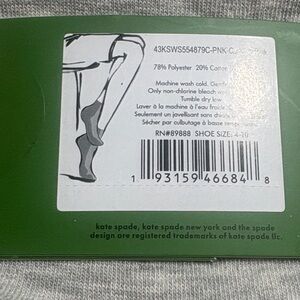 43KSWS554879C-PNK-
78% Polyester 20% Cotton
Machine wash cold.
Only non-chlorine bleach
Tumble dry low
Laver à la machine à l'eau froide
Seulement un javellisant sans
Sécher par culbutage à basse
RN#89888 SHOE SIZE: 4-10
1 93159 46684 8
kate spade, kate spade new york and the spade
design are registered trademarks of kate spade llc.